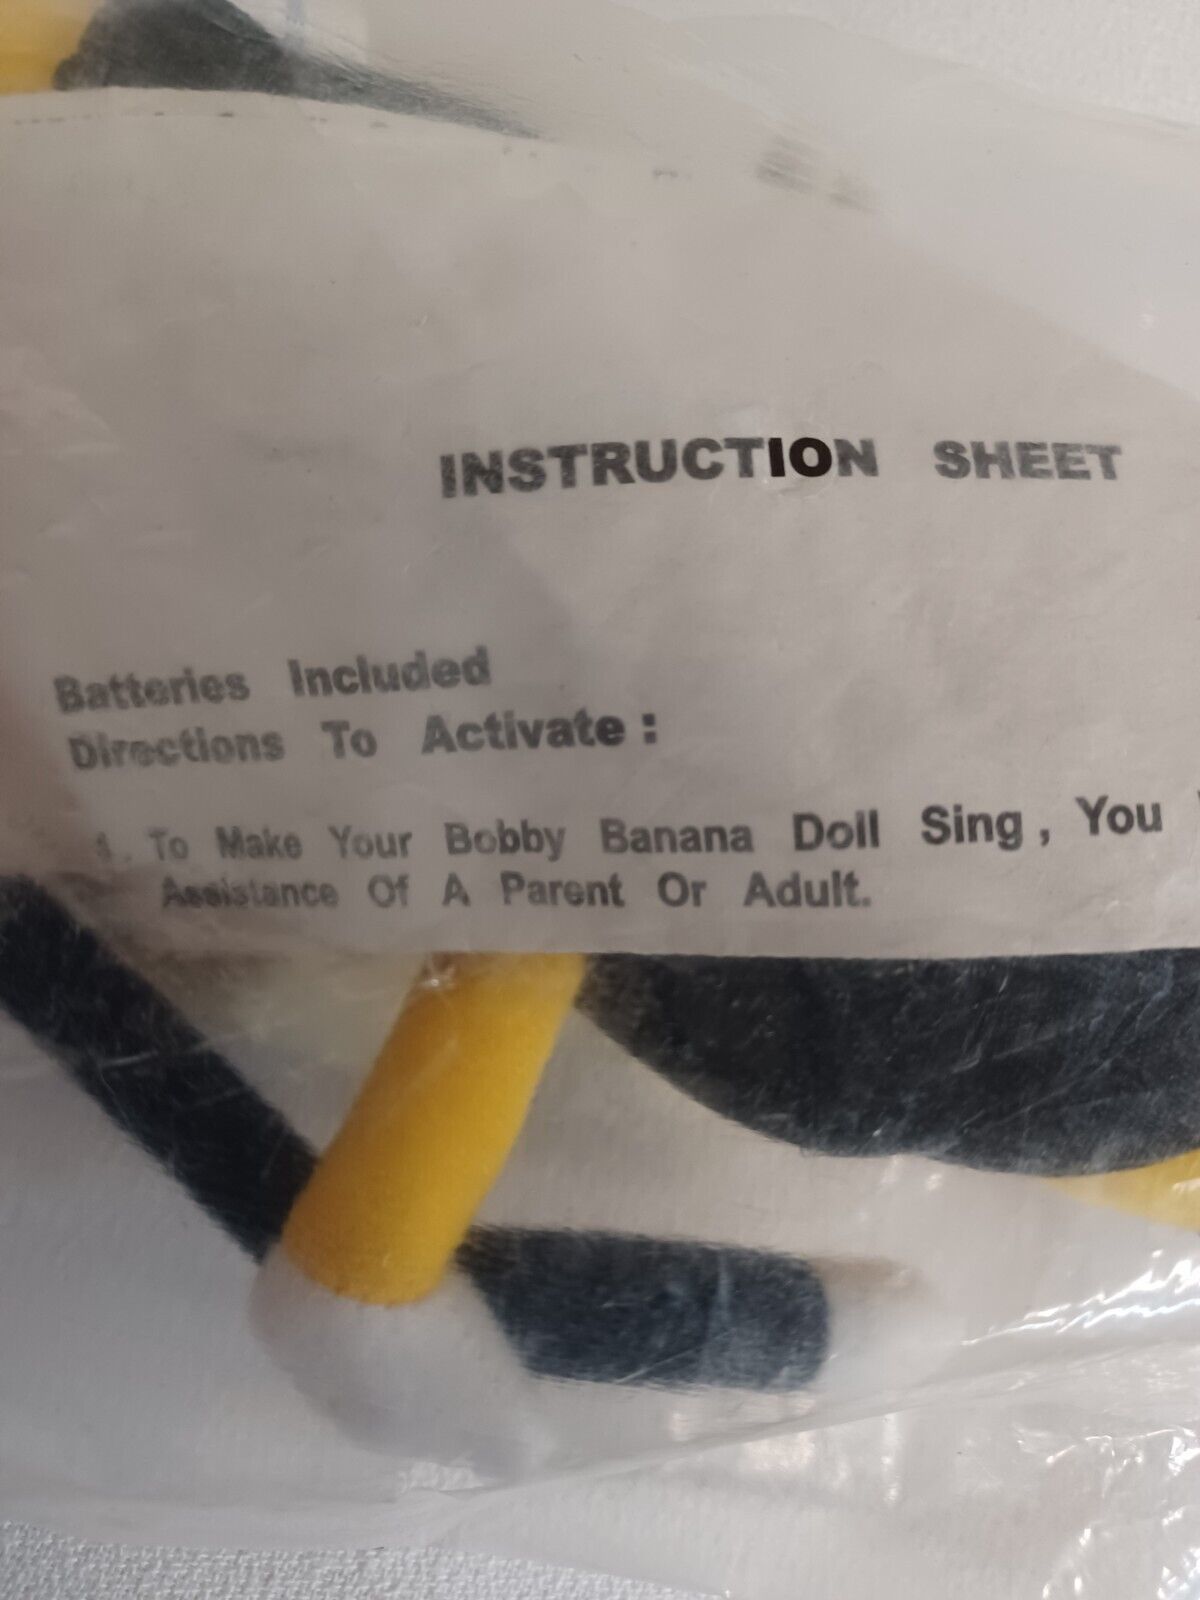 INSTRUCTION SHEET
Batteries Included
Directions To Activate :
1. To Make Your Bobby Banana Doll Sing , You
Assistance Of A Parent Or Adult.